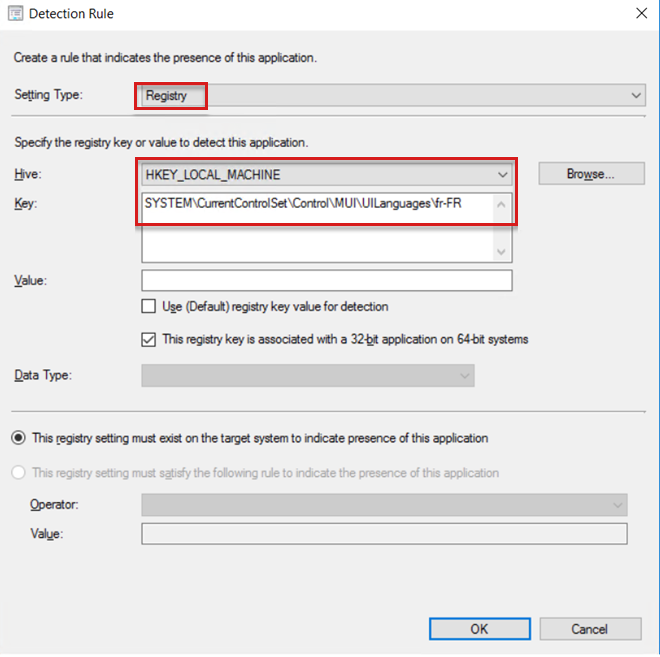 Detection Rule
Create a rule that indicates the presence of this application.
Setting Type: Registry
Specify the registry key or value to detect this application.
Hive: HKEY_LOCAL_MACHINE Browse...
Key: SYSTEM\CurrentControlSet\Control\MUI\UILanguages\fr-FR
Value:
Use (Default) registry key value for detection
This registry key is associated with a 32-bit application on 64-bit systems
Data Type:
This registry setting must exist on the target system to indicate presence of this application
This registry setting must satisfy the following rule to indicate the presence of this application
Operator:
Value:
OK Cancel